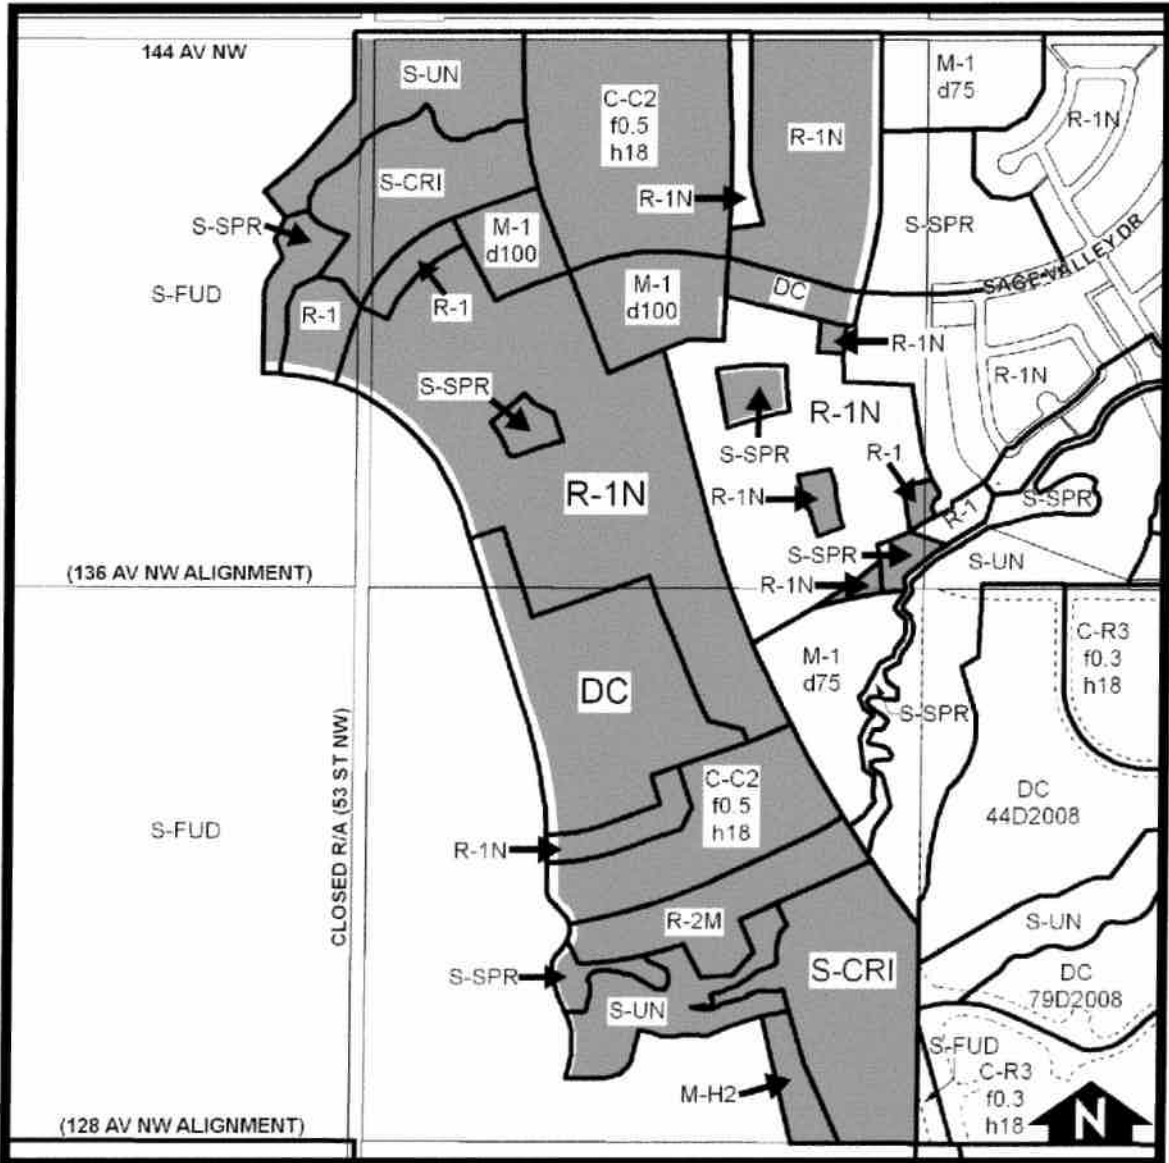 144 AV NW
S-UN
C-C2
f0.5
h18
R-1N
M-1
d75
R-1N
S-CRI
R-1N
S-SPR
M-1
d100
S-SPR
SAGE VALLEY DR
S-FUD
R-1
R-1
M-1
d100
DC
R-1N
S-SPR
R-1N
R-1N
S-SPR
R-1
R-1N
R-1N
S-SPR
R-1
S-SPR
S-UN
(136 AV NW ALIGNMENT)
R-1N
C-R3
f0.3
h18
M-1
d75
DC
S-SPR
CLOSED R/A (53 ST NW)
C-C2
f0.5
h18
DC
44D2008
S-FUD
R-1N
R-2M
S-UN
S-SPR
S-CRI
DC
79D2008
S-UN
S-FUD
C-R3
f0.3
h18
M-H2
(128 AV NW ALIGNMENT)
N